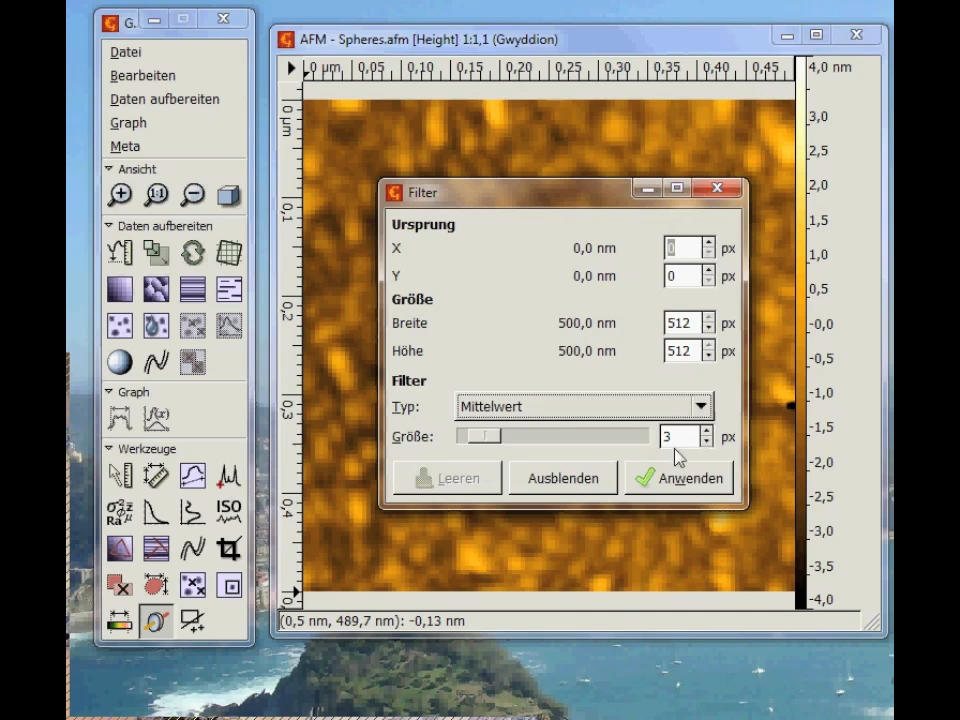 G.
Datei
Bearbeiten
Daten aufbereiten
Graph
Meta
Ansicht
1:1
Daten aufbereiten
Graph
f(x)
Werkzeuge
σ² z
φ
Ra μ
ISO
AFM - Spheres.afm [Height] 1:1,1 (Gwyddion)
0 µm 0,05 0,10 0,15 0,20 0,25 0,30 0,35 0,40 0,45
0 µm
0,1
0,2
0,3
0,4
0,
4,0 nm
3,0
2,5
2,0
1,5
1,0
0,5
-0,0
-0,5
-1,0
-1,5
-2,0
-2,5
-3,0
-3,5
-4,0
Filter
Ursprung
X 0,0 nm 0 px
Y 0,0 nm 0 px
Größe
Breite 500,0 nm 512 px
Höhe 500,0 nm 512 px
Filter
Typ: Mittelwert
Größe: 3 px
Leeren Ausblenden Anwenden
(0,5 nm, 489,7 nm): -0,13 nm